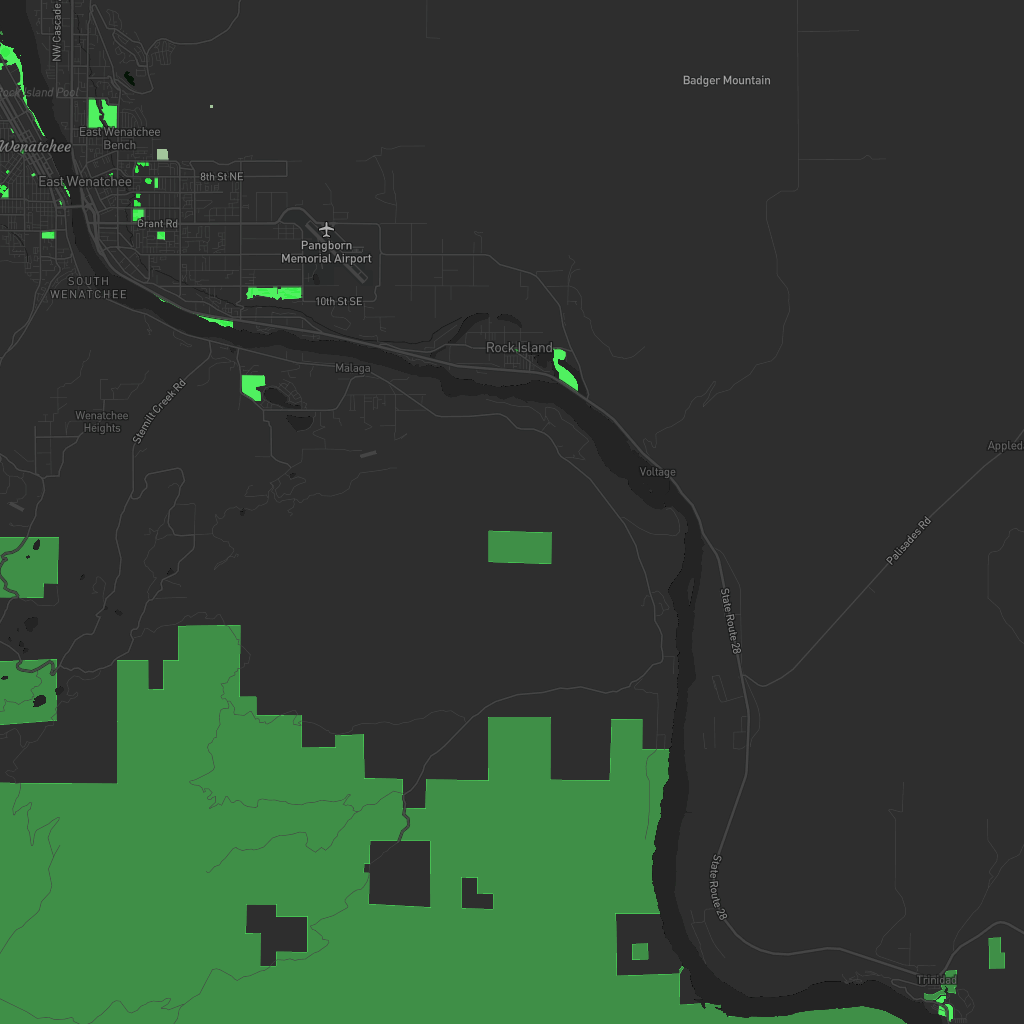 NW Cascade
Badger Mountain
Rock Island Pool
East Wenatchee
Bench
Wenatchee
8th St NE
East Wenatchee
Grant Rd
Pangborn
Memorial Airport
SOUTH
WENATCHEE
10th St SE
Rock Island
Malaga
Stemilt Creek Rd
Wenatchee
Heights
Appled
Voltage
Palisades Rd
State Route 28
State Route 28
Trinidad